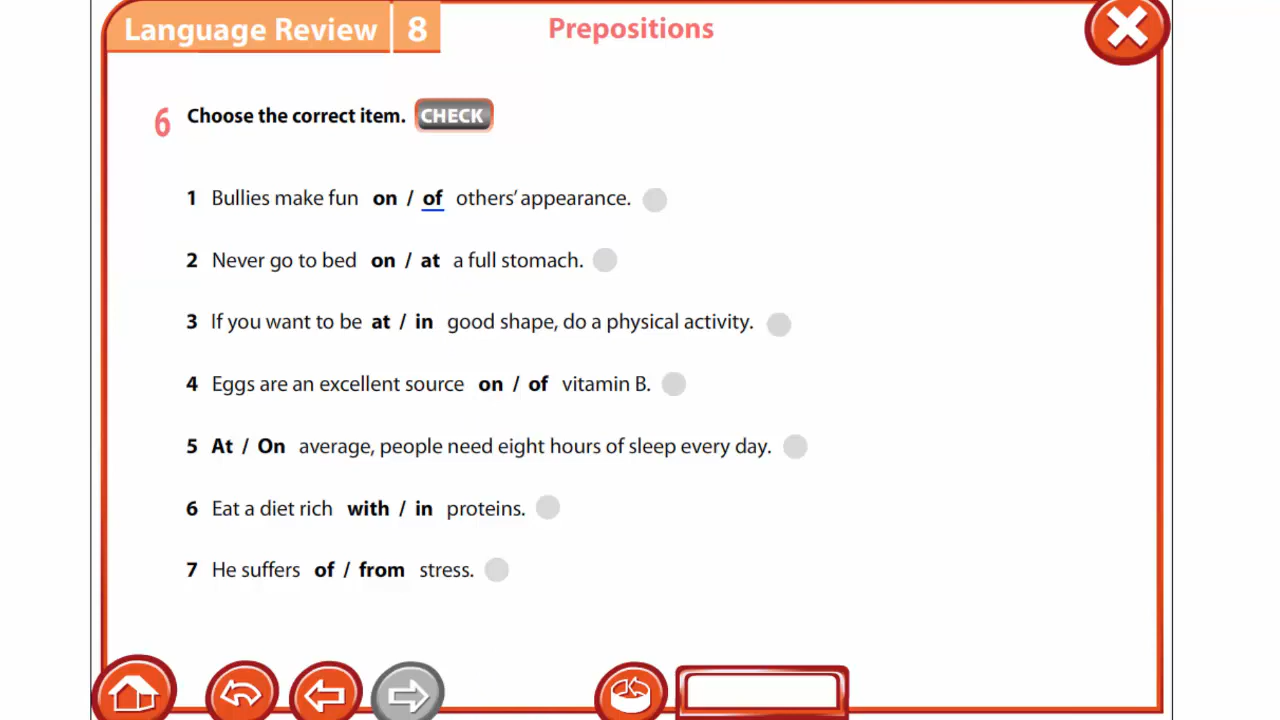 Language Review 8
Prepositions
6 Choose the correct item. CHECK
1 Bullies make fun on / of others' appearance.
2 Never go to bed on / at a full stomach.
3 If you want to be at / in good shape, do a physical activity.
4 Eggs are an excellent source on / of vitamin B.
5 At / On average, people need eight hours of sleep every day.
6 Eat a diet rich with / in proteins.
7 He suffers of / from stress.